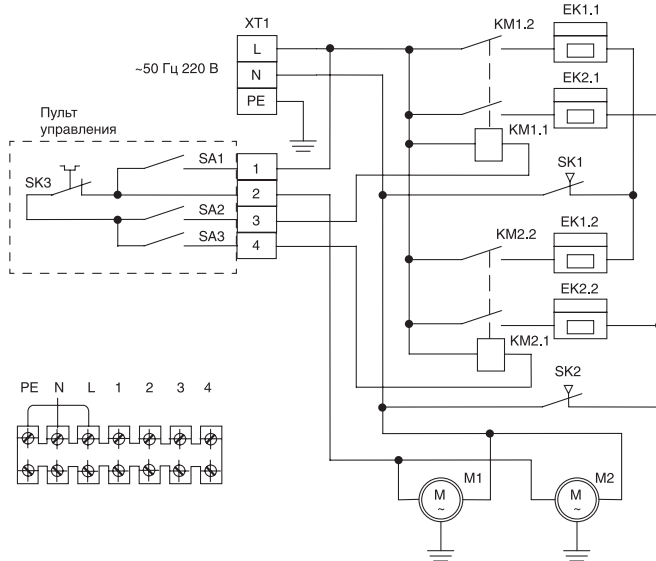 XT1
L
N
PE
~50 Гц 220 В
Пульт
управления
SK3
SA1
SA2
SA3
1
2
3
4
KM1.2
EK1.1
EK2.1
KM1.1
SK1
KM2.2
EK1.2
EK2.2
KM2.1
SK2
PE N L 1 2 3 4
M
~
M1
M
~
M2